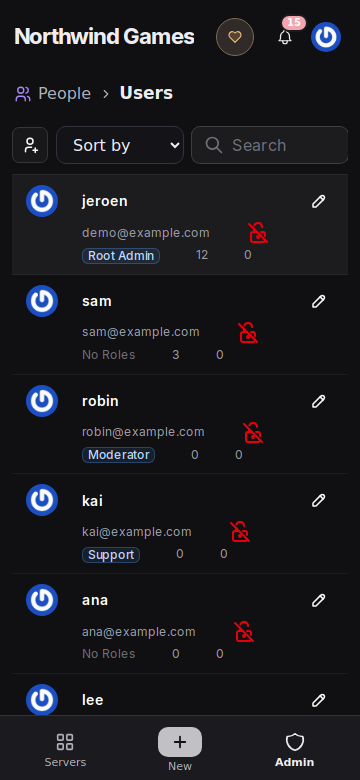 Northwind Games
15
People > Users
Sort by
Search
jeroen
demo@example.com
Root Admin 12 0
sam
sam@example.com
No Roles 3 0
robin
robin@example.com
Moderator 0 0
kai
kai@example.com
Support 0 0
ana
ana@example.com
No Roles 0 0
lee
Servers New Admin